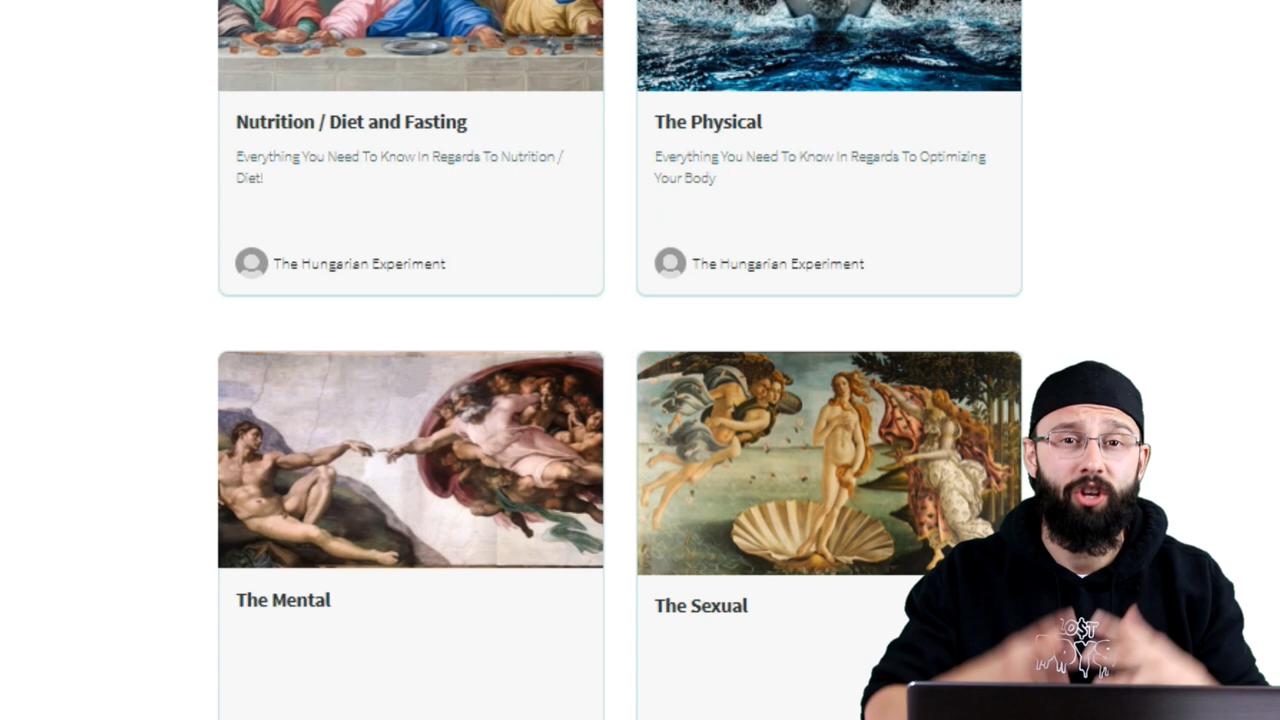 Nutrition / Diet and Fasting
Everything You Need To Know In Regards To Nutrition /
Diet!
The Hungarian Experiment
The Physical
Everything You Need To Know In Regards To Optimizing
Your Body
The Hungarian Experiment
The Mental
The Sexual